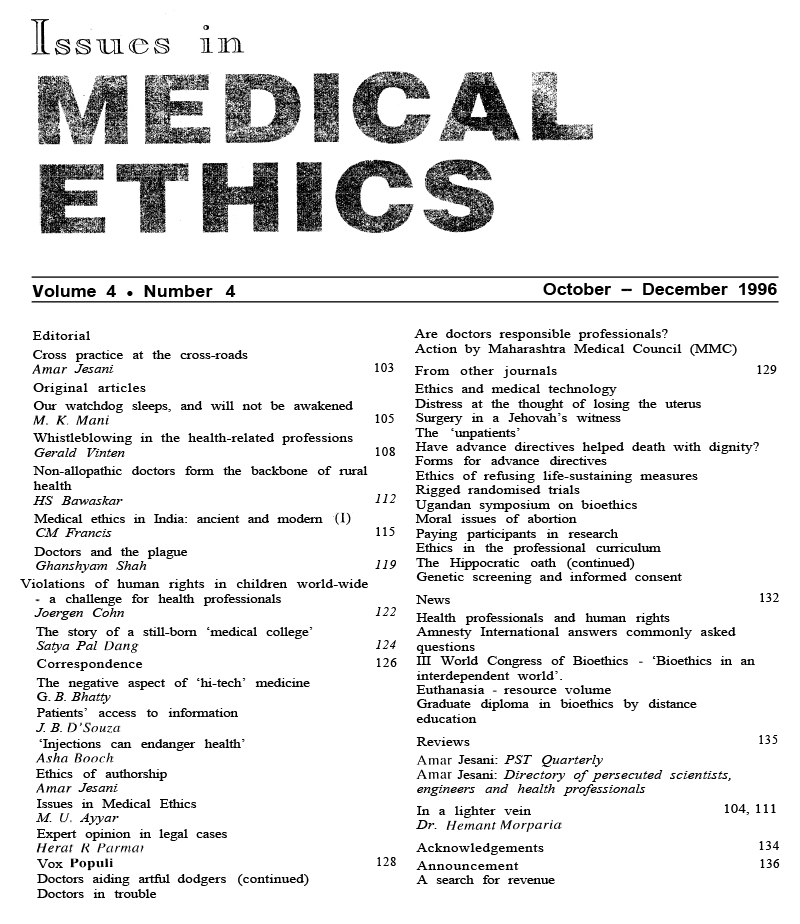 Issues in
MEDICAL
ETHICS
Volume 4 • Number 4
October – December 1996
Editorial
Cross practice at the cross-roads
Amar Jesani 103
Original articles
Our watchdog sleeps, and will not be awakened
M. K. Mani 105
Whistleblowing in the health-related professions
Gerald Vinten 108
Non-allopathic doctors form the backbone of rural
health
HS Bawaskar 112
Medical ethics in India: ancient and modern (I)
CM Francis 115
Doctors and the plague
Ghanshyam Shah 119
Violations of human rights in children world-wide
- a challenge for health professionals
Joergen Cohn 122
The story of a still-born ‘medical college’
Satya Pal Dang 124
Correspondence 126
The negative aspect of ‘hi-tech’ medicine
G. B. Bhatty
Patients’ access to information
J. B. D’Souza
‘Injections can endanger health’
Asha Booch
Ethics of authorship
Amar Jesani
Issues in Medical Ethics
M. U. Ayyar
Expert opinion in legal cases
Herat R Parmar
Vox Populi 128
Doctors aiding artful dodgers (continued)
Doctors in trouble
Are doctors responsible professionals?
Action by Maharashtra Medical Council (MMC)
From other journals 129
Ethics and medical technology
Distress at the thought of losing the uterus
Surgery in a Jehovah’s witness
The ‘unpatients’
Have advance directives helped death with dignity?
Forms for advance directives
Ethics of refusing life-sustaining measures
Rigged randomised trials
Ugandan symposium on bioethics
Moral issues of abortion
Paying participants in research
Ethics in the professional curriculum
The Hippocratic oath (continued)
Genetic screening and informed consent
News 132
Health professionals and human rights
Amnesty International answers commonly asked
questions
III World Congress of Bioethics - ‘Bioethics in an
interdependent world’.
Euthanasia - resource volume
Graduate diploma in bioethics by distance
education
Reviews 135
Amar Jesani: PST Quarterly
Amar Jesani: Directory of persecuted scientists,
engineers and health professionals
In a lighter vein 104, 111
Dr. Hemant Morparia
Acknowledgements 134
Announcement 136
A search for revenue